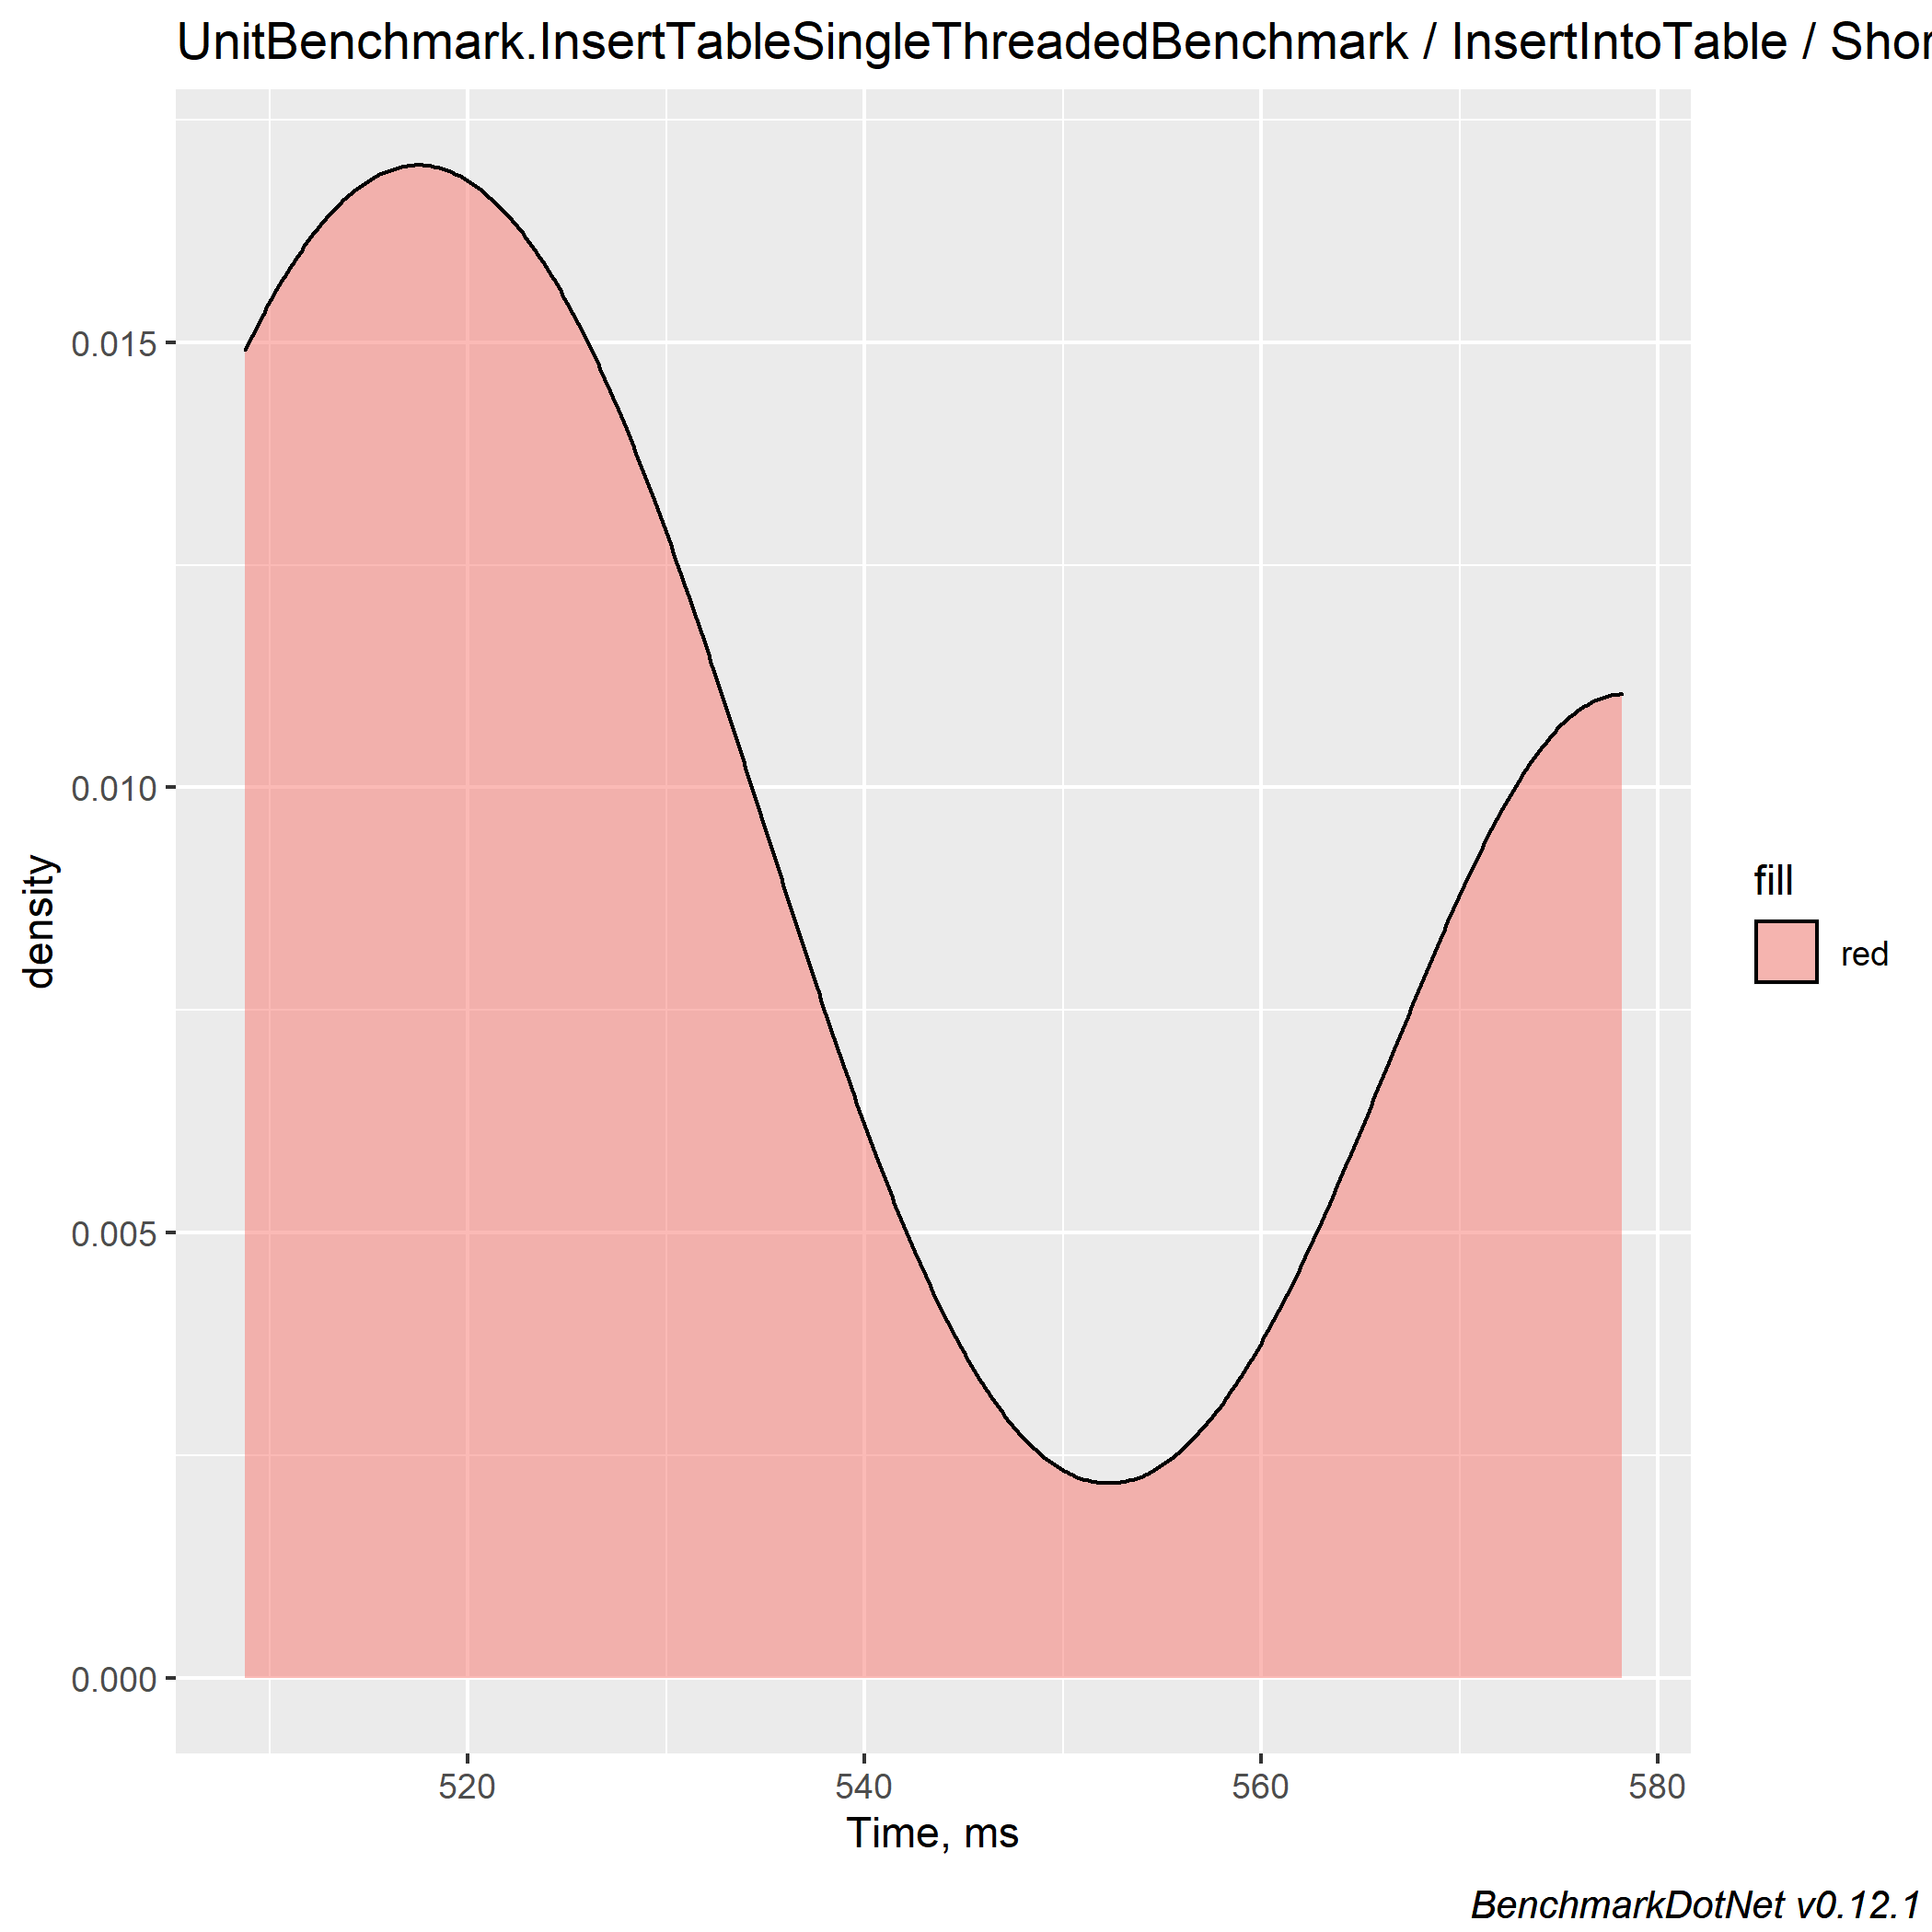 UnitBenchmark.InsertTableSingleThreadedBenchmark / InsertIntoTable / Shor
0.015
0.010
0.005
0.000
density
520 540 560 580
Time, ms
fill
red
BenchmarkDotNet v0.12.1